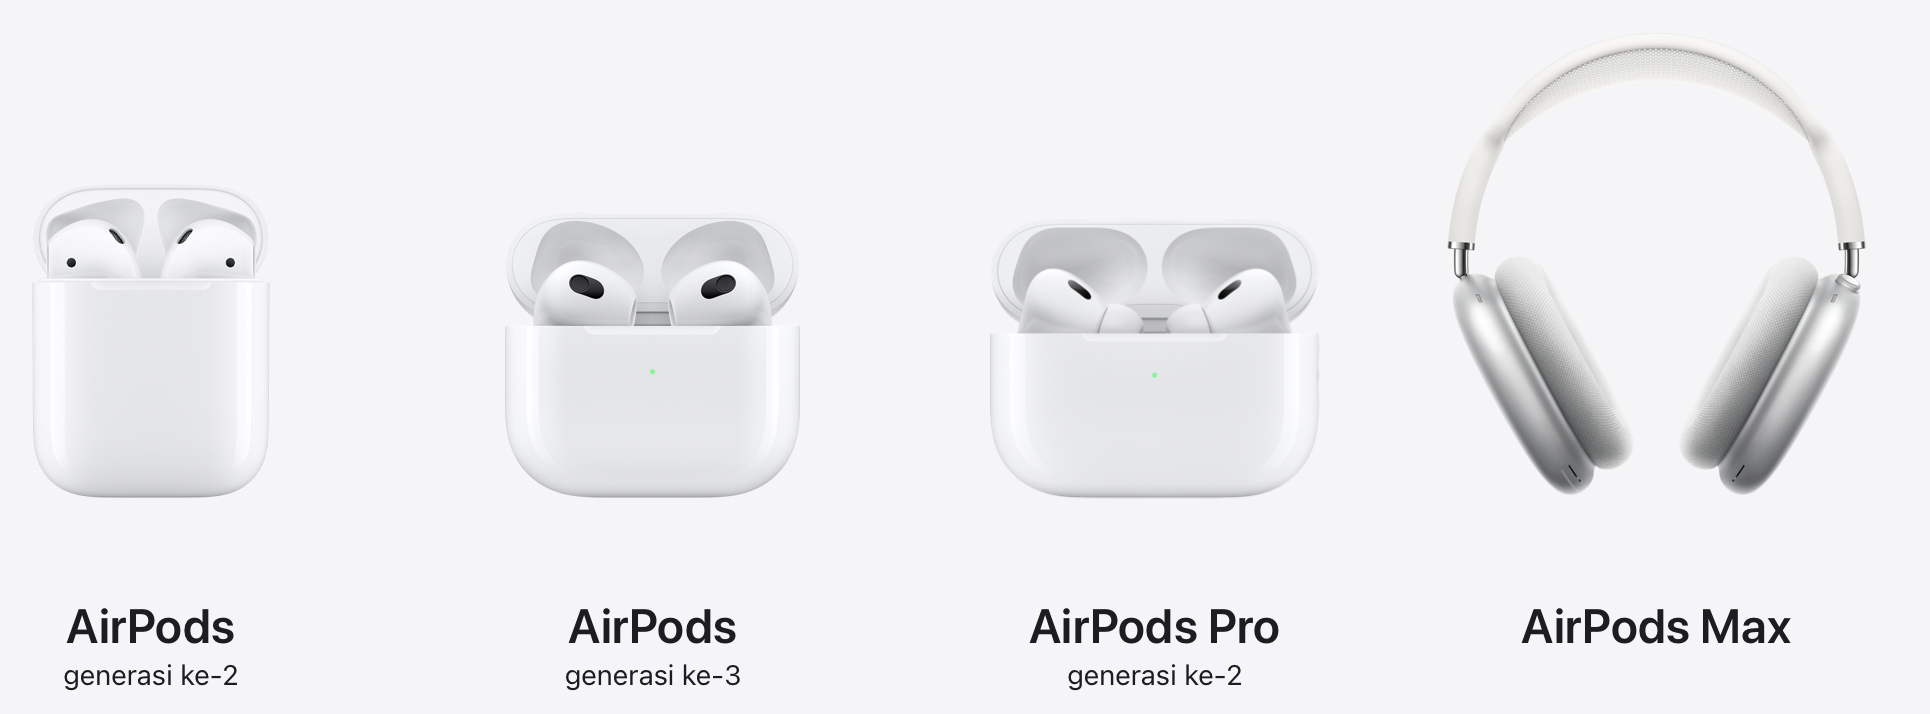 AirPods
generasi ke-2
AirPods
generasi ke-3
AirPods Pro
generasi ke-2
AirPods Max